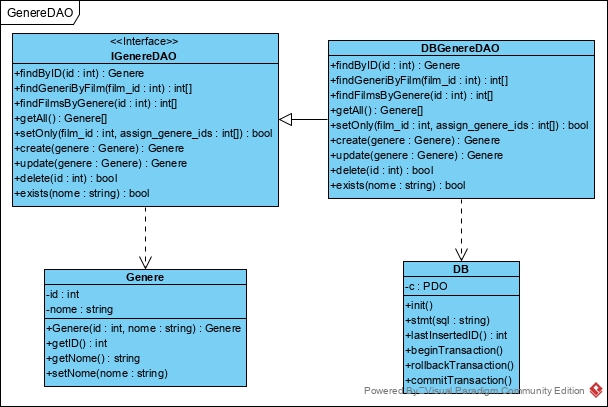 GenereDAO
<<Interface>>
IGenereDAO
+findByID(id : int) : Genere
+findGeneriByFilm(film_id : int) : int[]
+findFilmsByGenere(id : int) : int[]
+getAll() : Genere[]
+setOnly(film_id : int, assign_genere_ids : int[]) : bool
+create(genere : Genere) : Genere
+update(genere : Genere) : Genere
+delete(id : int) : bool
+exists(nome : string) : bool
DBGenereDAO
+findByID(id : int) : Genere
+findGeneriByFilm(film_id : int) : int[]
+findFilmsByGenere(id : int) : int[]
+getAll() : Genere[]
+setOnly(film_id : int, assign_genere_ids : int[]) : bool
+create(genere : Genere) : Genere
+update(genere : Genere) : Genere
+delete(id : int) : bool
+exists(nome : string) : bool
Genere
-id : int
-nome : string
+Genere(id : int, nome : string) : Genere
+getID() : int
+getNome() : string
+setNome(nome : string)
DB
-c : PDO
+init()
+stmt(sql : string)
+lastInsertedID() : int
+beginTransaction()
+rollbackTransaction()
+commitTransaction()
Powered By Visual Paradigm Community Edition